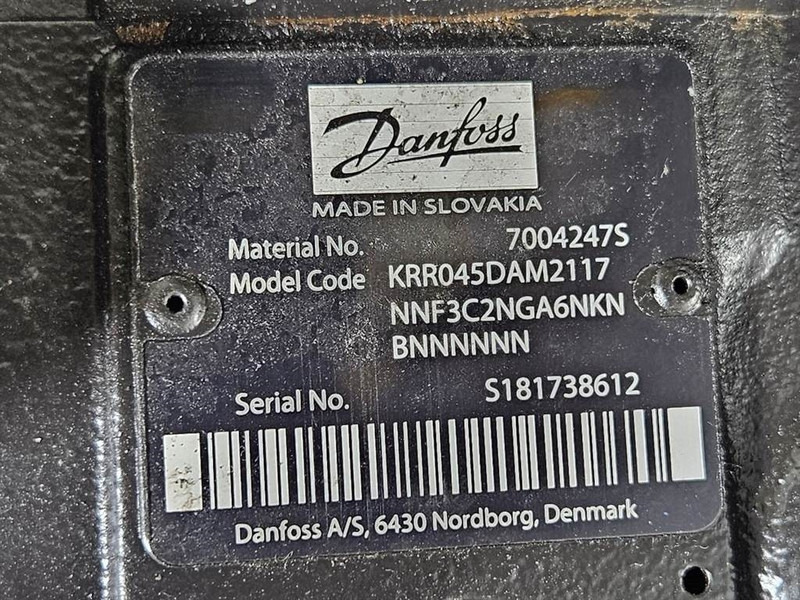 Danfoss
MADE IN SLOVAKIA
Material No. 7004247S
Model Code KRR045DAM2117
NNF3C2NGA6NKN
BNNNNNN
Serial No. S181738612
Danfoss A/S, 6430 Nordborg, Denmark